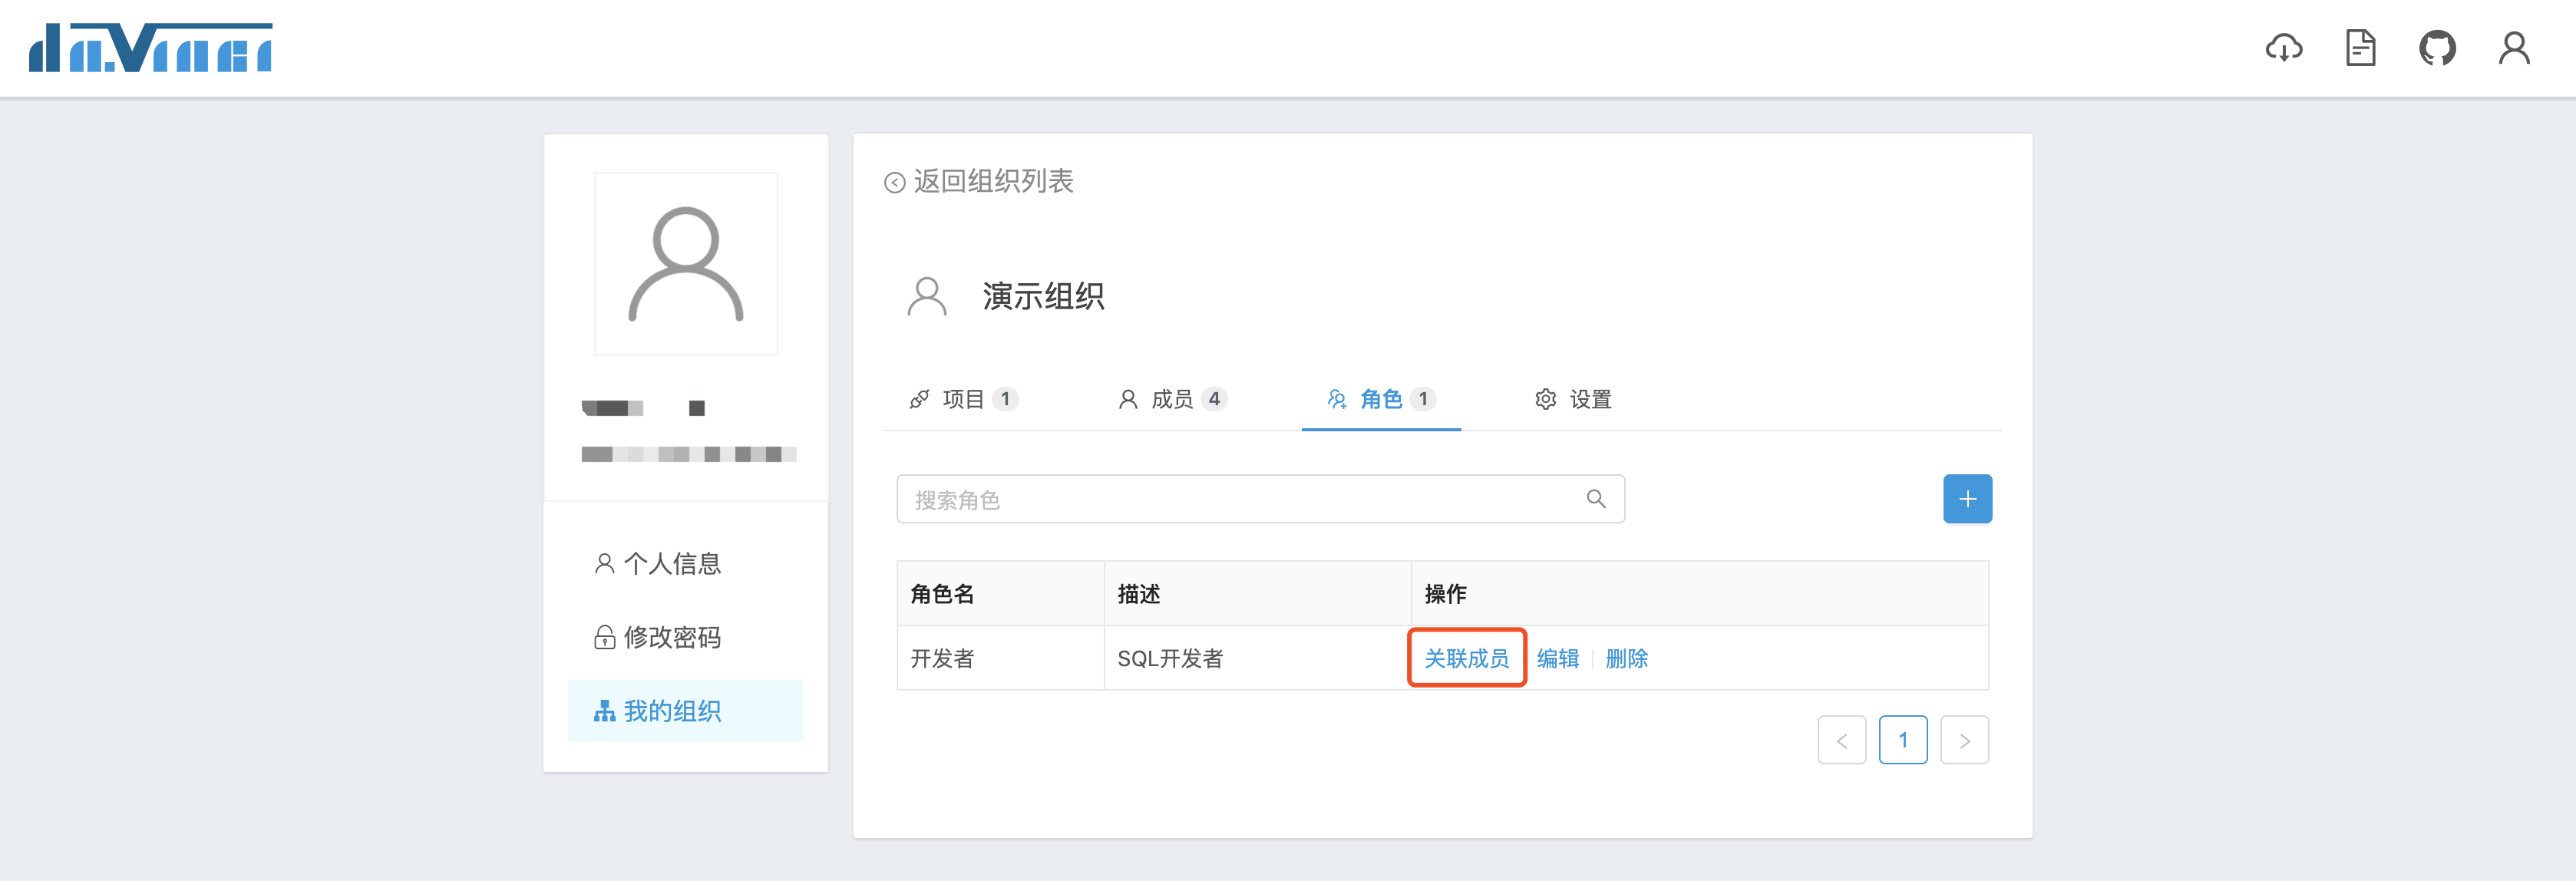 da.Vinci
返回组织列表
演示组织
项目 1 成员 4 角色 1 设置
搜索角色
个人信息
修改密码
我的组织
角色名 描述 操作
开发者 SQL开发者 关联成员 编辑 删除
1